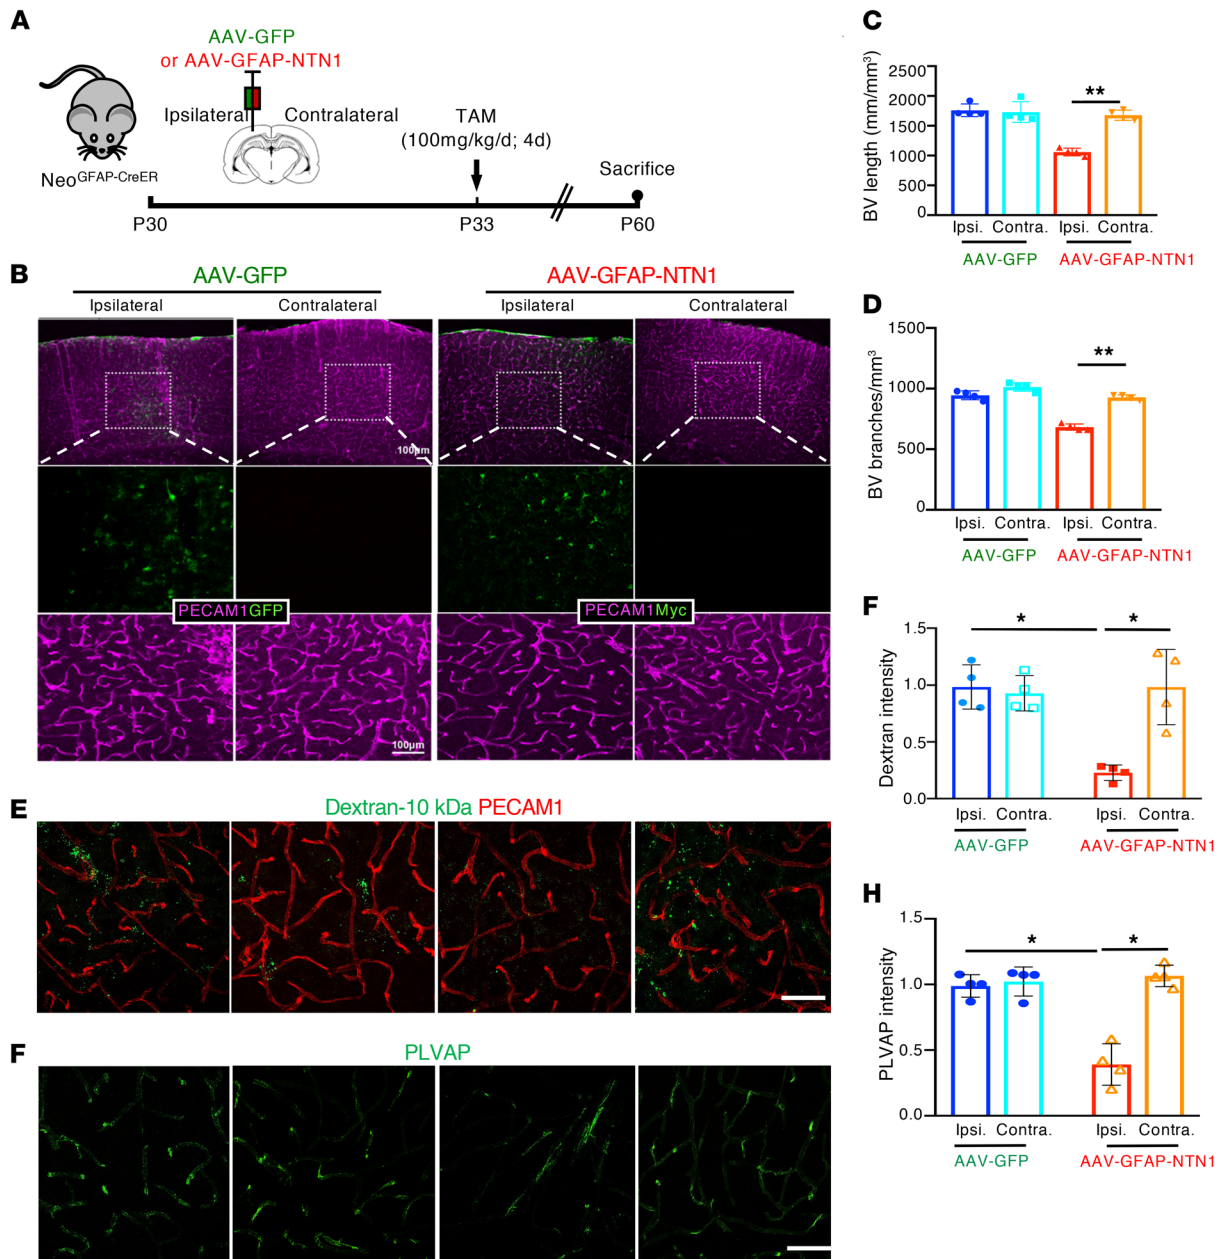 A
AAV-GFP
or AAV-GFAP-NTN1
Ipsilateral
Contralateral
TAM
(100mg/kg/d; 4d)
Neo^GFAP-CreER
Sacrifice
P30
P33
P60
B
AAV-GFP
AAV-GFAP-NTN1
Ipsilateral
Contralateral
Ipsilateral
Contralateral
100μm
PECAM1GFP
PECAM1Myc
100μm
C
BV length (mm/mm³)
2500
2000
1500
1000
500
0
**
Ipsi. Contra. Ipsi. Contra.
AAV-GFP AAV-GFAP-NTN1
D
BV branches/mm³
1500
1000
500
0
**
Ipsi. Contra. Ipsi. Contra.
AAV-GFP AAV-GFAP-NTN1
E
Dextran-10 kDa PECAM1
F
Dextran intensity
1.5
1.0
0.5
0.0
* *
Ipsi. Contra. Ipsi. Contra.
AAV-GFP AAV-GFAP-NTN1
F
PLVAP
H
PLVAP intensity
1.5
1.0
0.5
0.0
* *
Ipsi. Contra. Ipsi. Contra.
AAV-GFP AAV-GFAP-NTN1